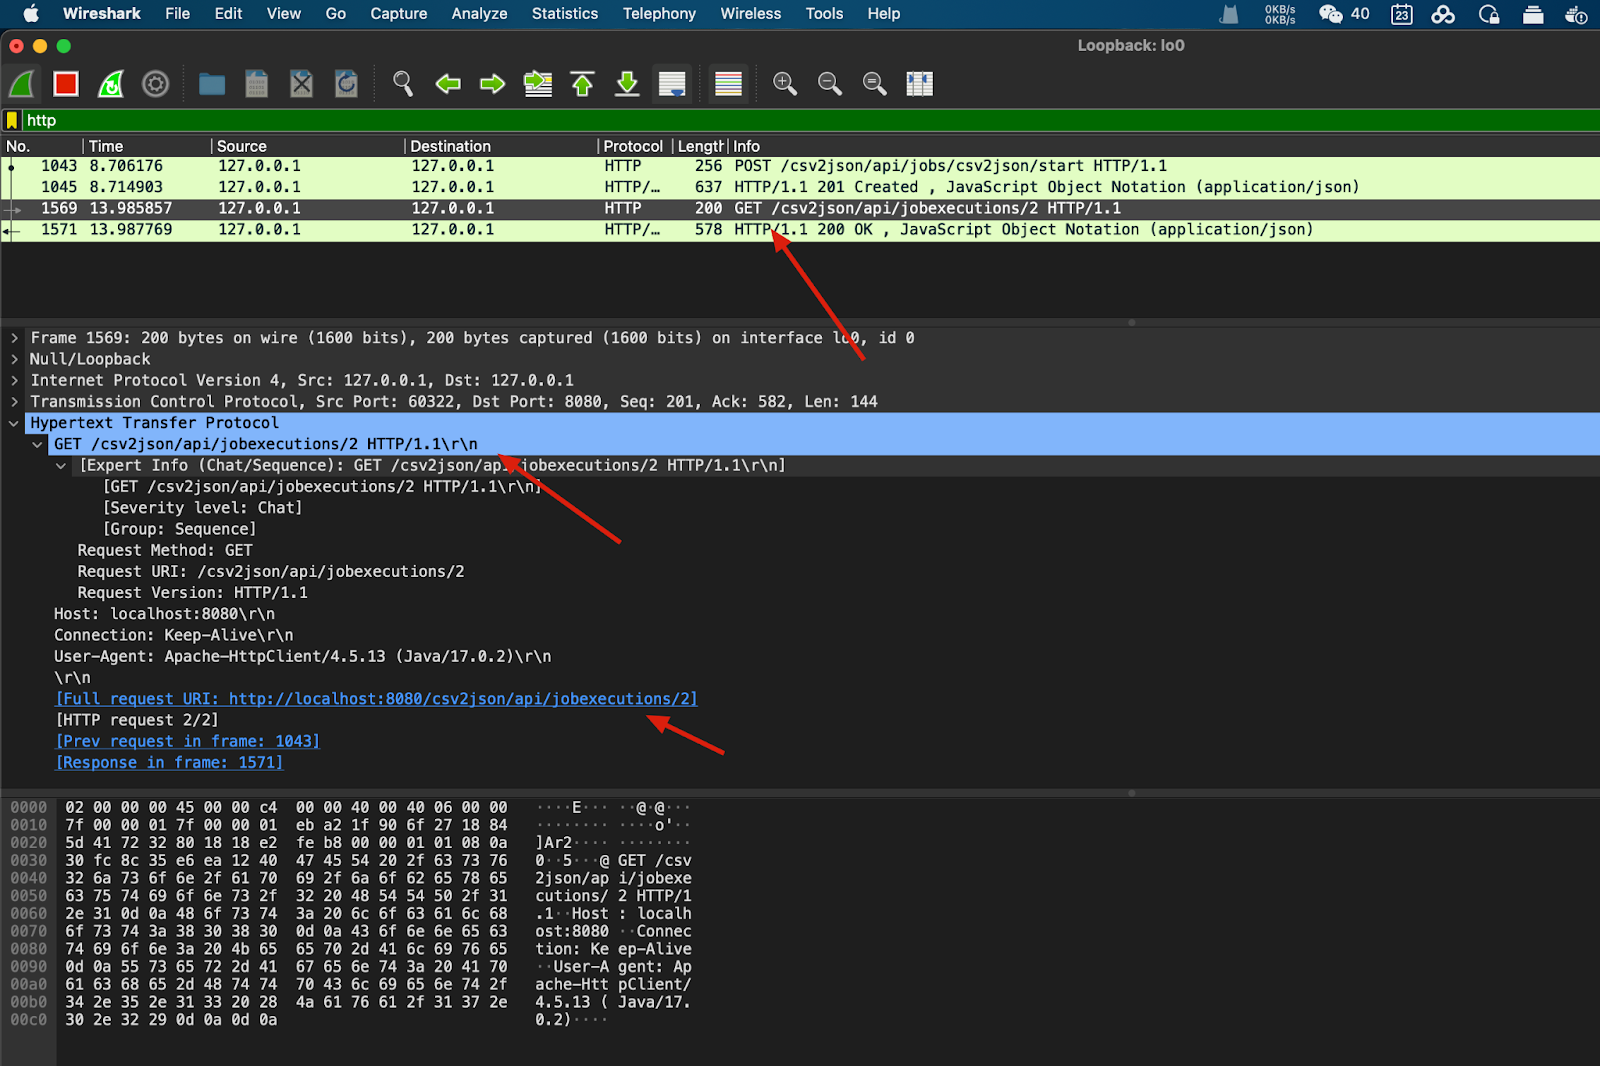 Wireshark File Edit View Go Capture Analyze Statistics Telephony Wireless Tools Help 0KB/s 0KB/s 40 23
Loopback: lo0
http
No. Time Source Destination Protocol Length Info
1043 8.706176 127.0.0.1 127.0.0.1 HTTP 256 POST /csv2json/api/jobs/csv2json/start HTTP/1.1
1045 8.714903 127.0.0.1 127.0.0.1 HTTP/… 637 HTTP/1.1 201 Created , JavaScript Object Notation (application/json)
1569 13.985857 127.0.0.1 127.0.0.1 HTTP 200 GET /csv2json/api/jobexecutions/2 HTTP/1.1
1571 13.987769 127.0.0.1 127.0.0.1 HTTP/… 578 HTTP/1.1 200 OK , JavaScript Object Notation (application/json)
Frame 1569: 200 bytes on wire (1600 bits), 200 bytes captured (1600 bits) on interface lo0, id 0
Null/Loopback
Internet Protocol Version 4, Src: 127.0.0.1, Dst: 127.0.0.1
Transmission Control Protocol, Src Port: 60322, Dst Port: 8080, Seq: 201, Ack: 582, Len: 144
Hypertext Transfer Protocol
GET /csv2json/api/jobexecutions/2 HTTP/1.1\r\n
[Expert Info (Chat/Sequence): GET /csv2json/api/jobexecutions/2 HTTP/1.1\r\n]
[GET /csv2json/api/jobexecutions/2 HTTP/1.1\r\n]
[Severity level: Chat]
[Group: Sequence]
Request Method: GET
Request URI: /csv2json/api/jobexecutions/2
Request Version: HTTP/1.1
Host: localhost:8080\r\n
Connection: Keep-Alive\r\n
User-Agent: Apache-HttpClient/4.5.13 (Java/17.0.2)\r\n
\r\n
[Full request URI: http://localhost:8080/csv2json/api/jobexecutions/2]
[HTTP request 2/2]
[Prev request in frame: 1043]
[Response in frame: 1571]
0000 02 00 00 00 45 00 00 c4 00 00 40 00 40 06 00 00 ····E··· ··@·@···
0010 7f 00 00 01 7f 00 00 01 eb a2 1f 90 6f 27 18 84 ········ ····o'··
0020 5d 41 72 32 80 18 18 e2 fe b8 00 00 01 01 08 0a ]Ar2···· ········
0030 30 fc 8c 35 e6 ea 12 40 47 45 54 20 2f 63 73 76 0··5···@ GET /csv
0040 32 6a 73 6f 6e 2f 61 70 69 2f 6a 6f 62 65 78 65 2json/ap i/jobexe
0050 63 75 74 69 6f 6e 73 2f 32 20 48 54 54 50 2f 31 cutions/ 2 HTTP/1
0060 2e 31 0d 0a 48 6f 73 74 3a 20 6c 6f 63 61 6c 68 .1··Host : localh
0070 6f 73 74 3a 38 30 38 30 0d 0a 43 6f 6e 6e 65 63 ost:8080 ··Connec
0080 74 69 6f 6e 3a 20 4b 65 65 70 2d 41 6c 69 76 65 tion: Ke ep-Alive
0090 0d 0a 55 73 65 72 2d 41 67 65 6e 74 3a 20 41 70 ··User-A gent: Ap
00a0 61 63 68 65 2d 48 74 74 70 43 6c 69 65 6e 74 2f ache-Htt pClient/
00b0 34 2e 35 2e 31 33 20 28 4a 61 76 61 2f 31 37 2e 4.5.13 ( Java/17.
00c0 30 2e 32 29 0d 0a 0d 0a 0.2)····